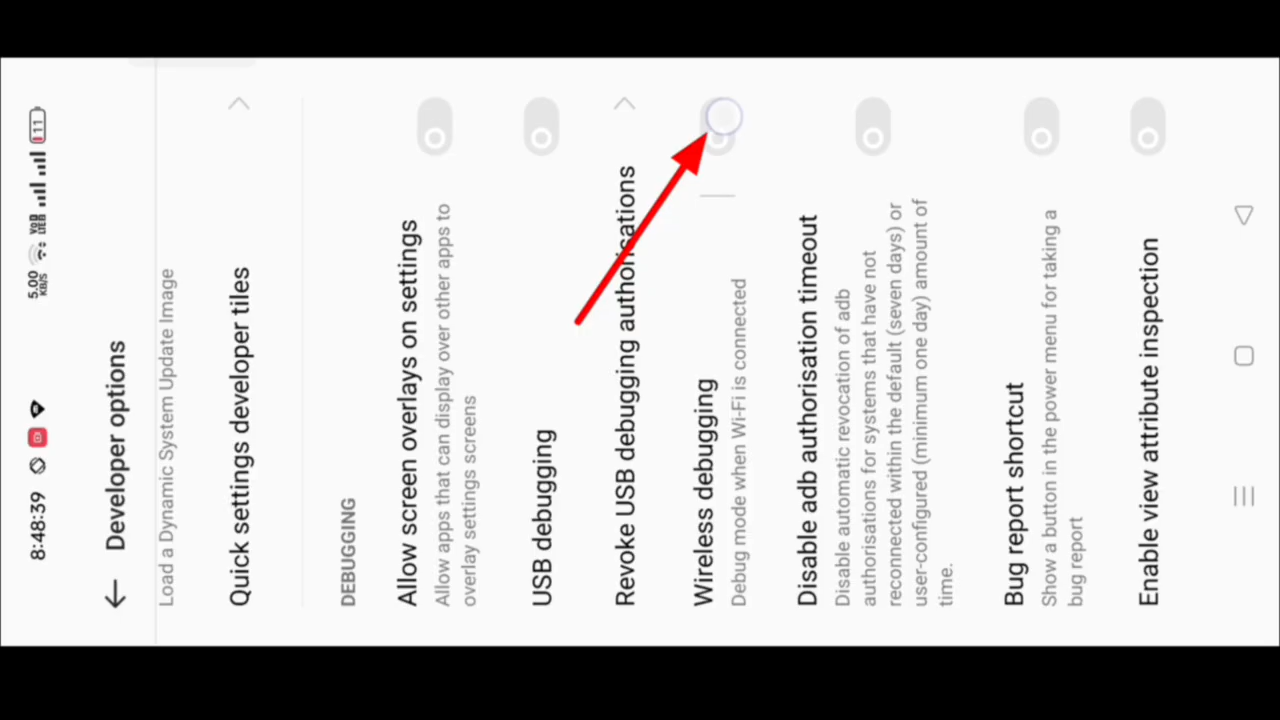 8:48:39
5.00 KB/S
Vo) LTE
11
Developer options
Load a Dynamic System Update Image
Quick settings developer tiles
DEBUGGING
Allow screen overlays on settings
Allow apps that can display over other apps to
overlay settings screens
USB debugging
Revoke USB debugging authorisations
Wireless debugging
Debug mode when Wi-Fi is connected
Disable adb authorisation timeout
Disable automatic revocation of adb
authorisations for systems that have not
reconnected within the default (seven days) or
user-configured (minimum one day) amount of
time.
Bug report shortcut
Show a button in the power menu for taking a
bug report
Enable view attribute inspection